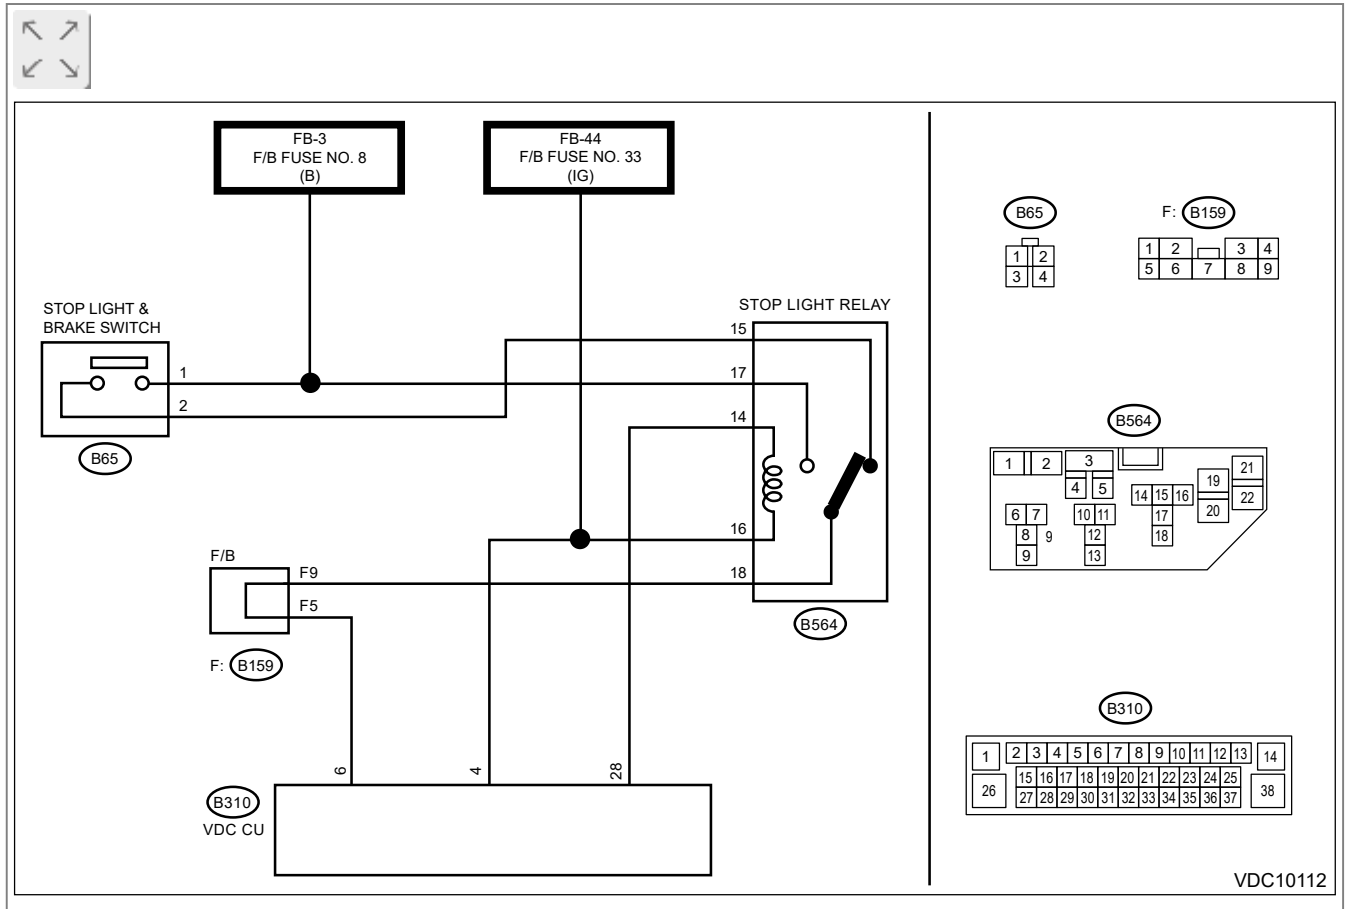 FB-3
F/B FUSE NO. 8
(B)
FB-44
F/B FUSE NO. 33
(IG)
STOP LIGHT &
BRAKE SWITCH
1
2
B65
STOP LIGHT RELAY
15
17
14
16
18
B564
F/B
F9
F5
F: B159
6
4
28
B310
VDC CU
B65
1 2
3 4
F: B159
1 2 3 4
5 6 7 8 9
B564
1 2 3 4 5
6 7
8 9
9
10 11
12
13
14 15 16
17
18
19
20
21
22
B310
1 2 3 4 5 6 7 8 9 10 11 12 13 14
15 16 17 18 19 20 21 22 23 24 25
26 27 28 29 30 31 32 33 34 35 36 37 38
VDC10112